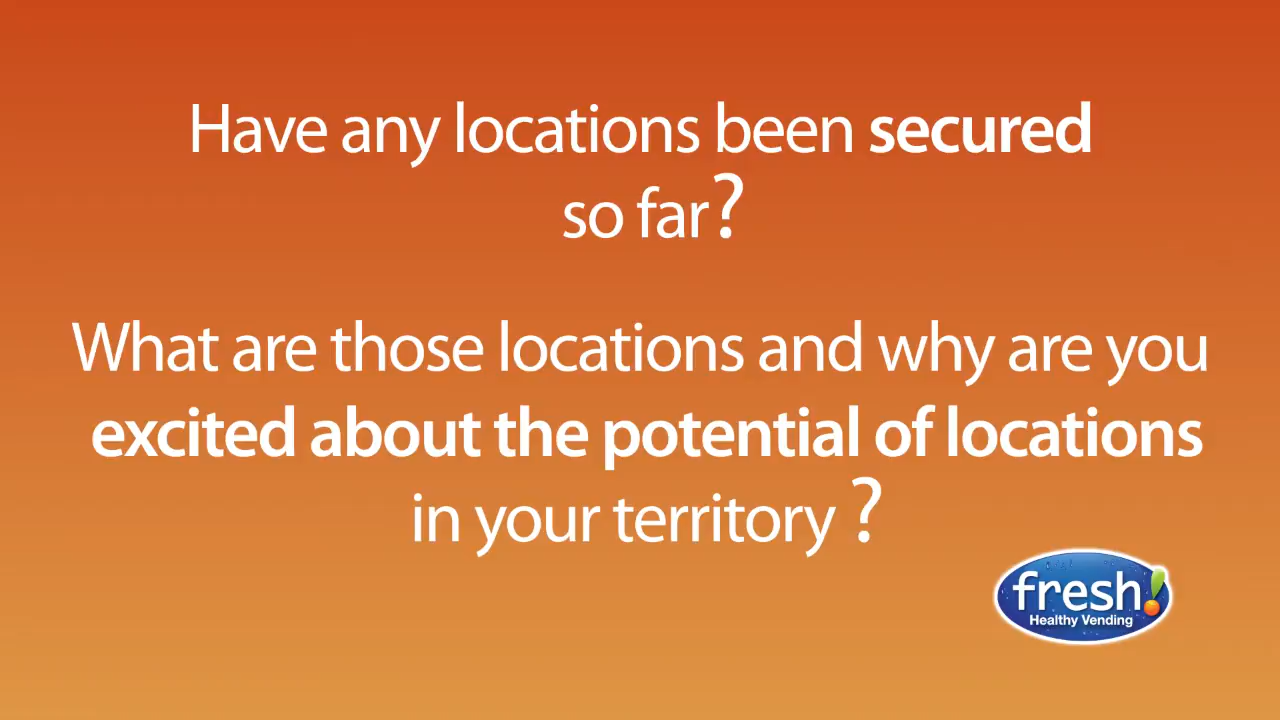 Have any locations been secured
so far?
What are those locations and why are you
excited about the potential of locations
in your territory ?
fresh!
Healthy Vending